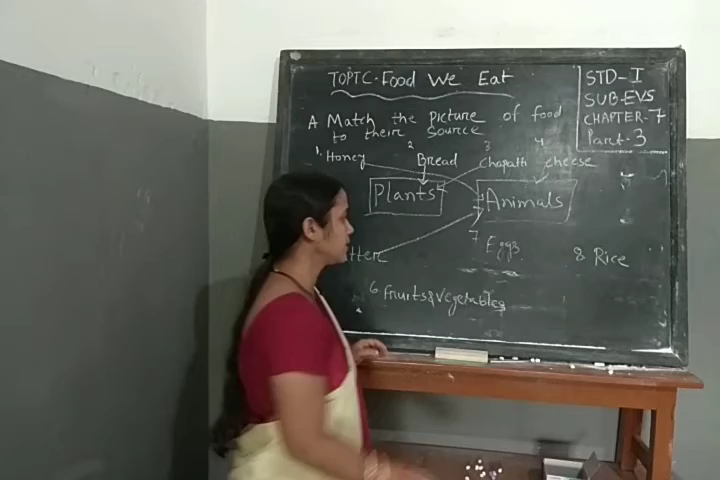 TOPIC-Food We Eat
STD-I
SUB-EVS
CHAPTER-7
Part-3
A Match the picture of food
to their source
1. Honey 2 Bread 3 Chapatti 4 cheese
Plants Animals
tter
7 Eggs
8 Rice
6 Fruits & Vegetables